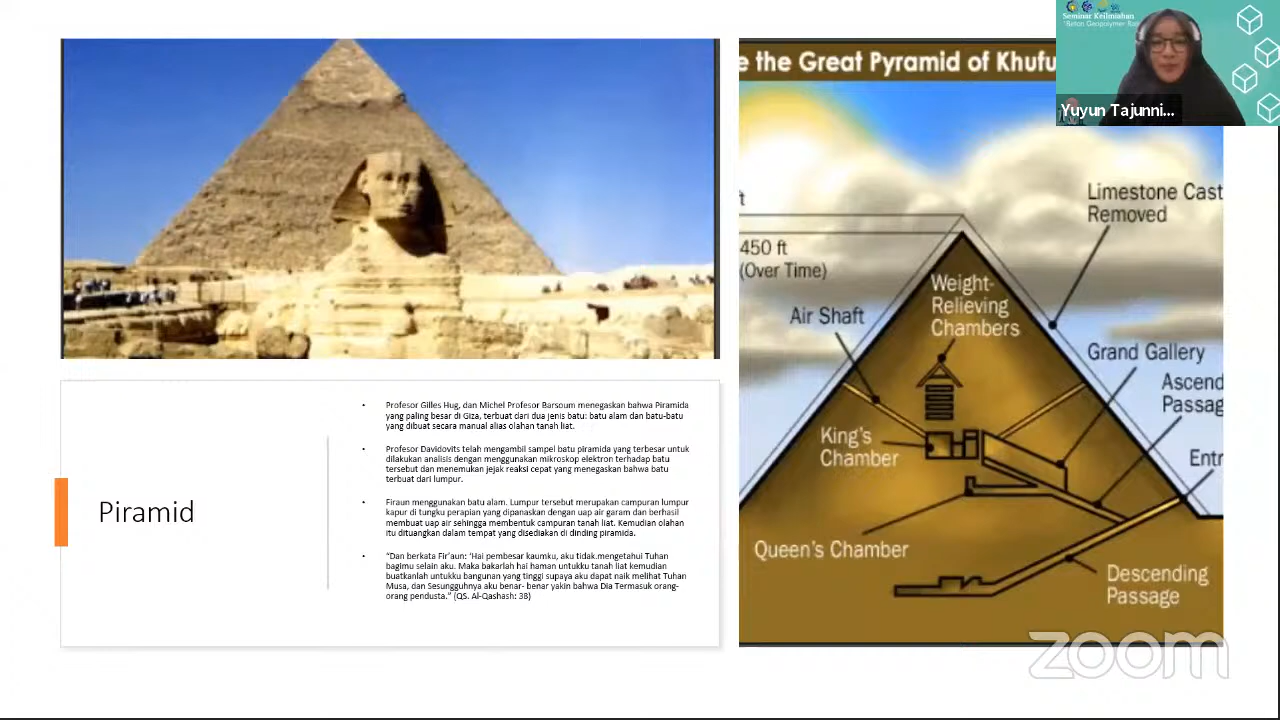 e the Great Pyramid of Khufu
Seminar Keilmiahan
Yuyun Tajunni...
t
450 ft
(Over Time)
Limestone Cast
Removed
Weight-
Relieving
Chambers
Air Shaft
Grand Gallery
Ascend
Passag
King's
Chamber
Entr
Queen's Chamber
Descending
Passage
Piramid
• Profesor Gilles Hug, dan Michel Profesor Barsoum menegaskan bahwa Piramida
yang paling besar di Giza, terbuat dari dua jenis batu: batu alam dan batu-batu
yang dibuat secara manual alias olahan tanah liat.
• Profesor Davidovits telah mengambil sampel batu piramida yang terbesar untuk
dilakukan analisis dengan menggunakan mikroskop elektron terhadap batu
tersebut dan menemukan jejak reaksi cepat yang menegaskan bahwa batu
terbuat dari lumpur.
• Firaun menggunakan batu alam. Lumpur tersebut merupakan campuran lumpur
kapur di tungku perapian yang dipanaskan dengan uap air garam dan berhasil
membuat uap air sehingga membentuk campuran tanah liat. Kemudian olahan
itu dituangkan dalam tempat yang disediakan di dinding piramida.
• “Dan berkata Fir’aun: ‘Hai pembesar kaumku, aku tidak.mengetahui Tuhan
bagimu selain aku. Maka bakarlah hai haman untukku tanah liat kemudian
buatkanlah untukku bangunan yang tinggi supaya aku dapat naik melihat Tuhan
Musa, dan Sesungguhnya aku benar- benar yakin bahwa Dia Termasuk orang-
orang pendusta.” (QS. Al-Qashash: 38)
zoom